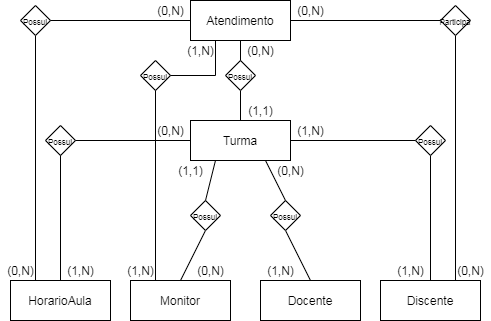 (0,N) Atendimento (0,N)
Possui Participa
(1,N) (0,N)
Possui Possui
(1,1)
(0,N) Turma (1,N)
Possui Possui
(1,1) (0,N)
Possui Possui
(0,N) (1,N) (1,N) (0,N) (1,N) (1,N) (0,N)
HorarioAula Monitor Docente Discente